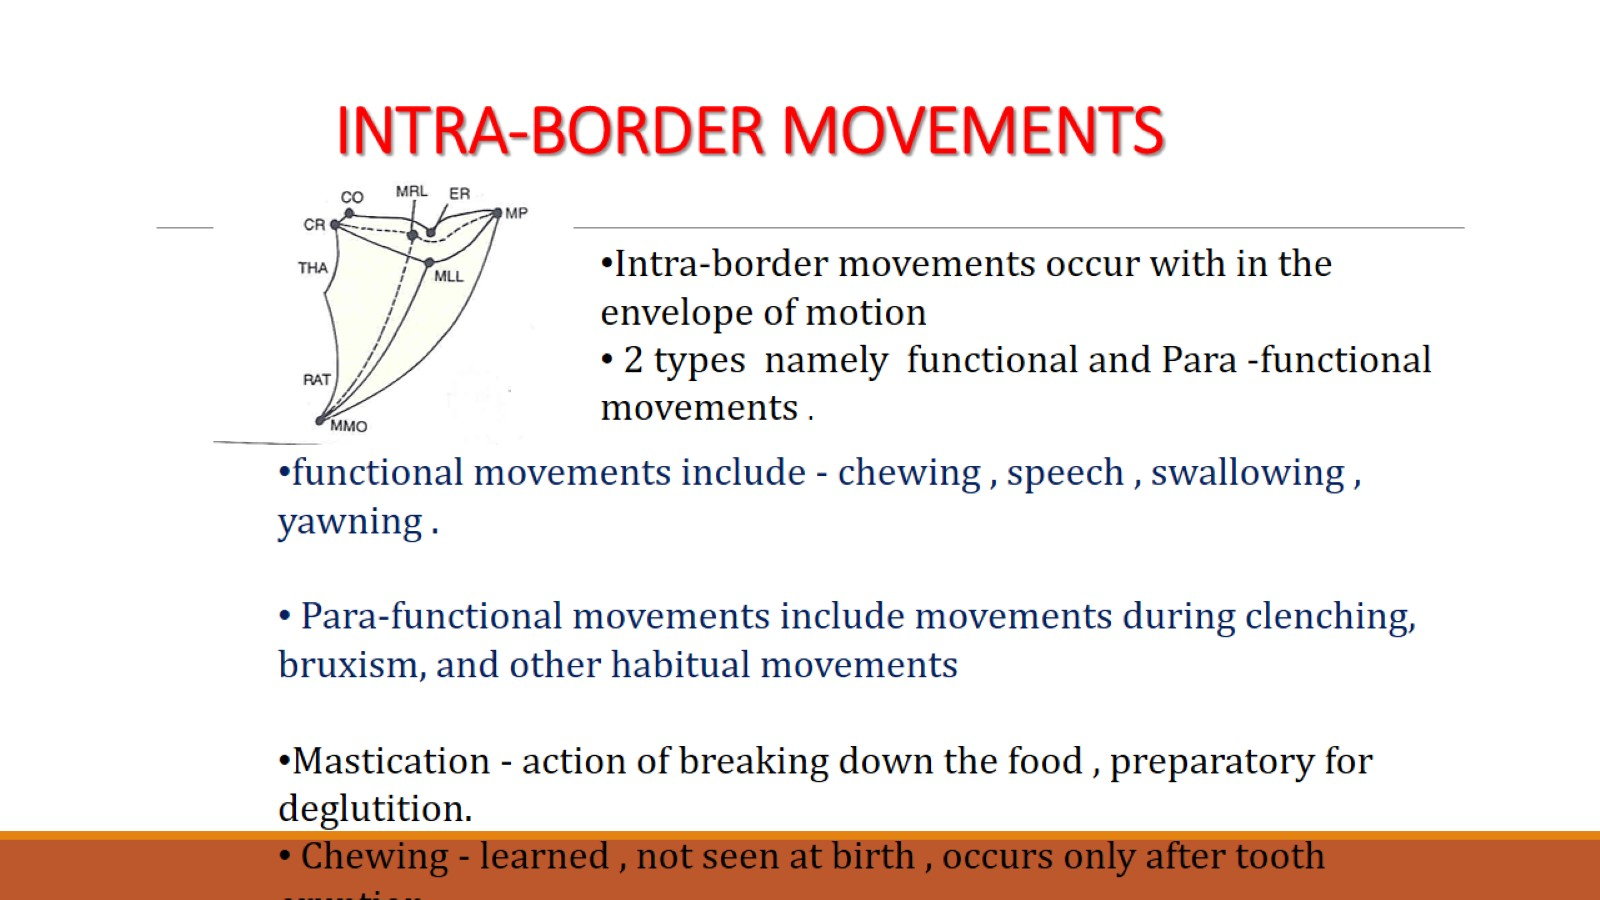 INTRA-BORDER MOVEMENTS
CO
MRL
ER
CR
MP
THA
MLL
RAT
MMO
•Intra-border movements occur with in the
envelope of motion
• 2 types namely functional and Para -functional
movements .
•functional movements include - chewing , speech , swallowing ,
yawning .
• Para-functional movements include movements during clenching,
bruxism, and other habitual movements
•Mastication - action of breaking down the food , preparatory for
deglutition.
• Chewing - learned , not seen at birth , occurs only after tooth